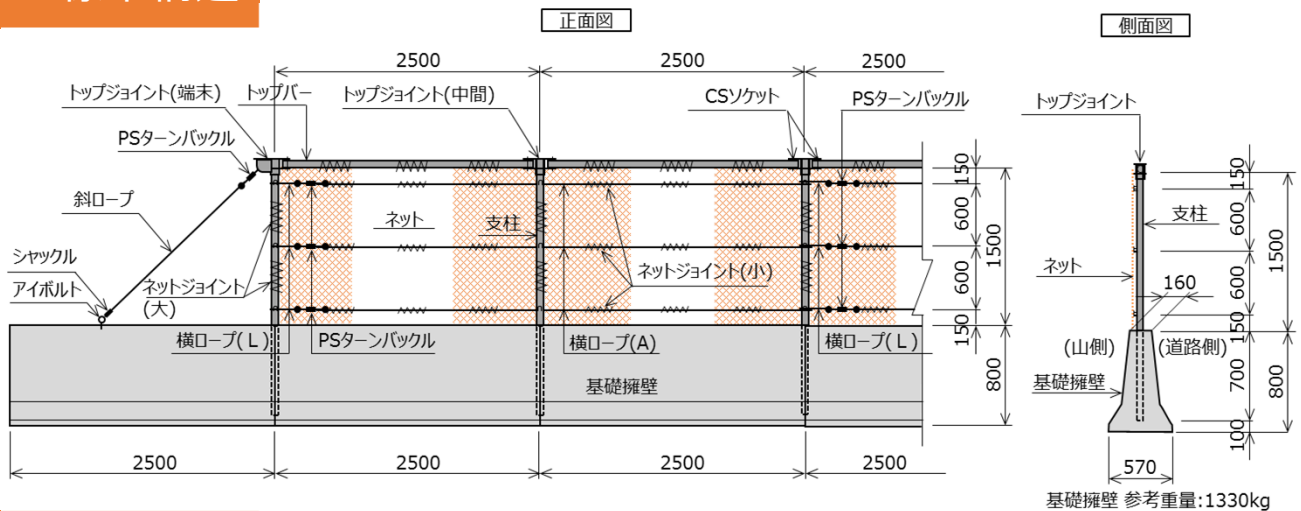 正面図
側面図
2500
2500
2500
トップジョイント(端末)
トップバー
トップジョイント(中間)
CSソケット
PSターンバックル
トップジョイント
PSターンバックル
斜ロープ
ネット
支柱
シャックル
アイボルト
ネットジョイント
(大)
ネットジョイント(小)
横ロープ(L)
PSターンバックル
横ロープ(A)
横ロープ(L)
基礎擁壁
150
600
600
150
1500
800
2500
2500
2500
2500
支柱
ネット
160
(山側)
(道路側)
基礎擁壁
150
600
600
150
700
100
1500
800
570
基礎擁壁 参考重量:1330kg